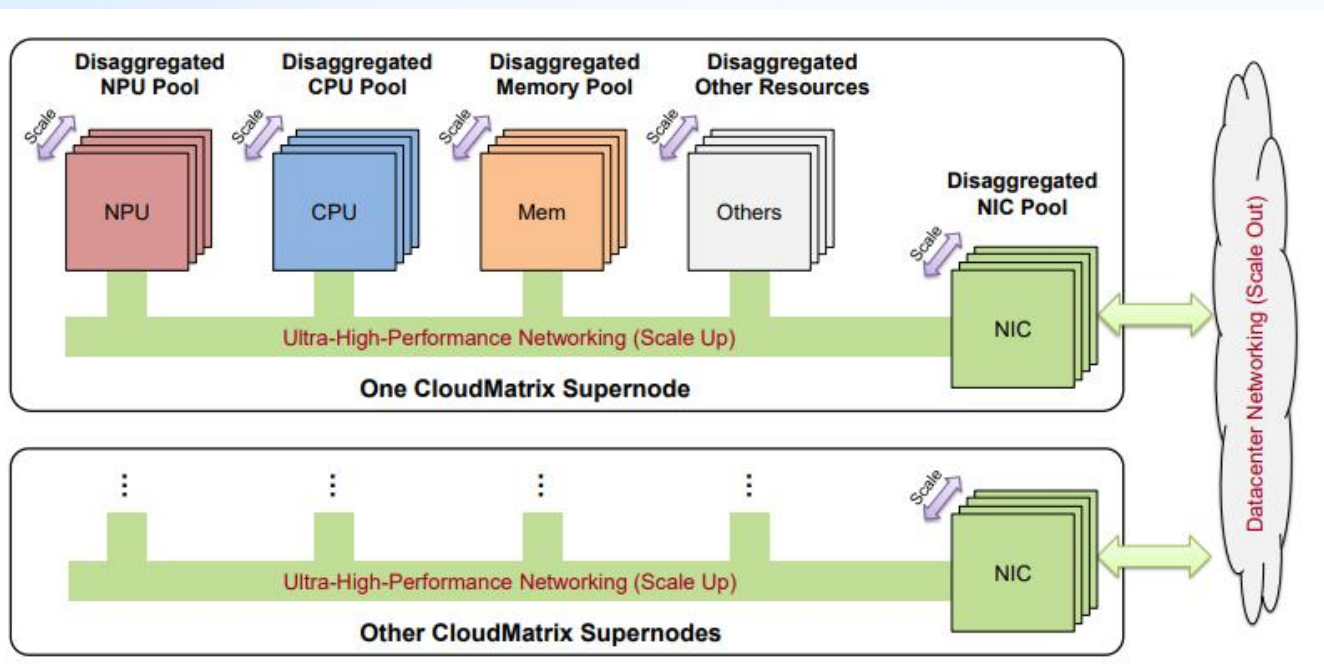 Disaggregated
NPU Pool
Disaggregated
CPU Pool
Disaggregated
Memory Pool
Disaggregated
Other Resources
Scale
Scale
Scale
Scale
NPU
CPU
Mem
Others
Disaggregated
NIC Pool
Scale
NIC
Ultra-High-Performance Networking (Scale Up)
One CloudMatrix Supernode
Datacenter Networking (Scale Out)
⋮
⋮
⋮
⋮
Scale
NIC
Ultra-High-Performance Networking (Scale Up)
Other CloudMatrix Supernodes